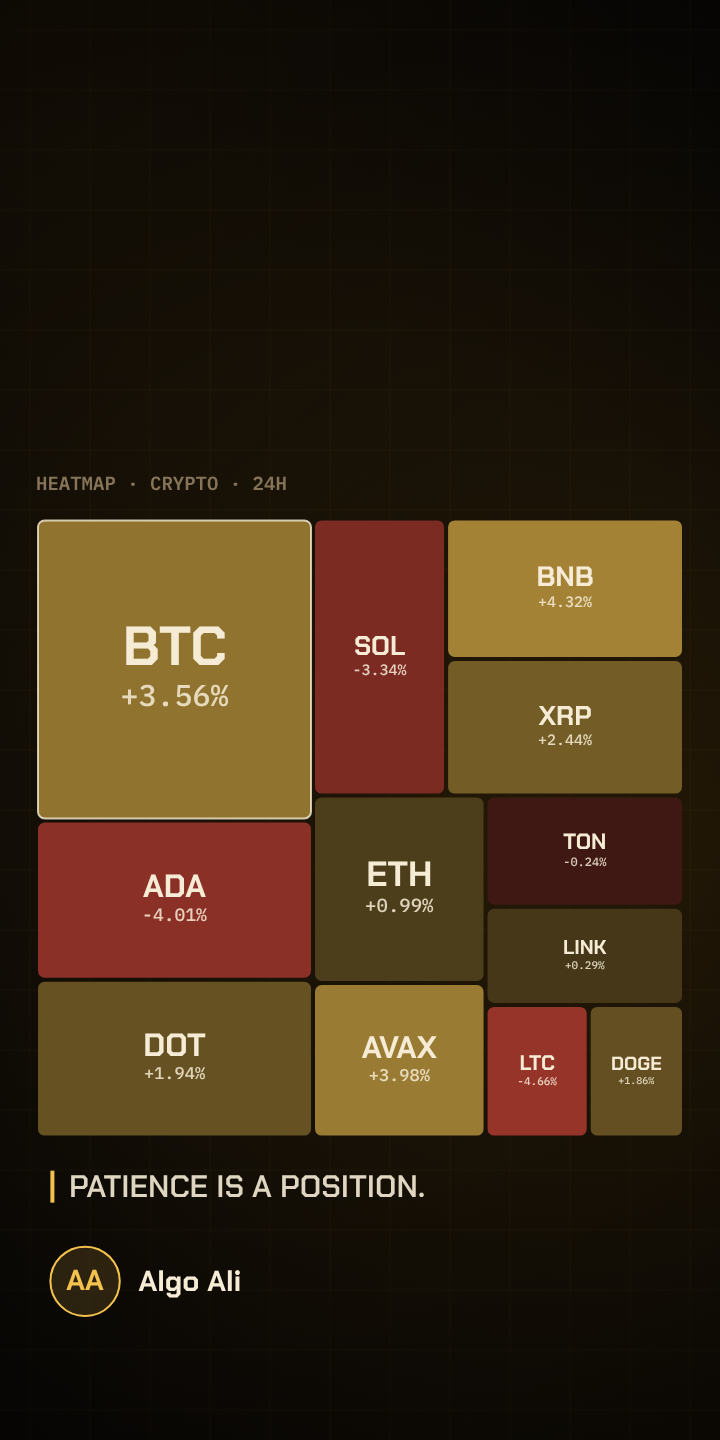 HEATMAP · CRYPTO · 24H
BTC
+3.56%
SOL
-3.34%
BNB
+4.32%
XRP
+2.44%
ADA
-4.01%
ETH
+0.99%
TON
-0.24%
LINK
+0.29%
DOT
+1.94%
AVAX
+3.98%
LTC
-4.66%
DOGE
+1.86%
PATIENCE IS A POSITION.
AA
Algo Ali